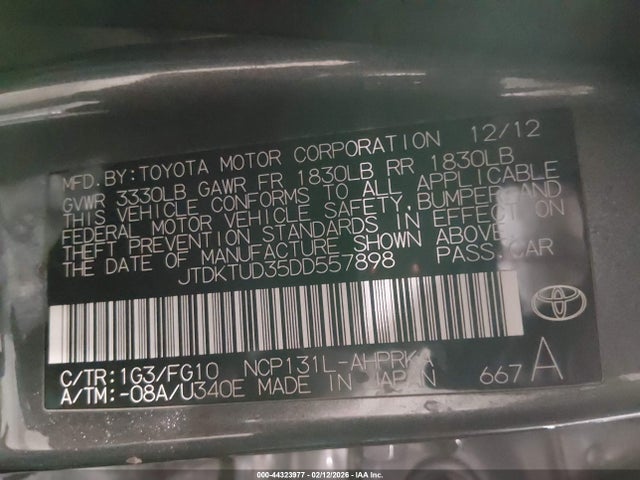 MFD.BY:TOYOTA MOTOR CORPORATION 12/12
GVWR 3330LB GAWR FR 1830LB RR 1830LB
THIS VEHICLE CONFORMS TO ALL APPLICABLE
FEDERAL MOTOR VEHICLE SAFETY,BUMPER,AND
THEFT PREVENTION STANDARDS IN EFFECT ON
THE DATE OF MANUFACTURE SHOWN ABOVE.
JTDKTUD35DD557898 PASS.CAR
C/TR:1G3/FG10 NCP131L-AHPRKA
A/TM:-08A/U340E MADE IN JAPAN 667 A
000-44323977 - 02/12/2026 - IAA Inc.